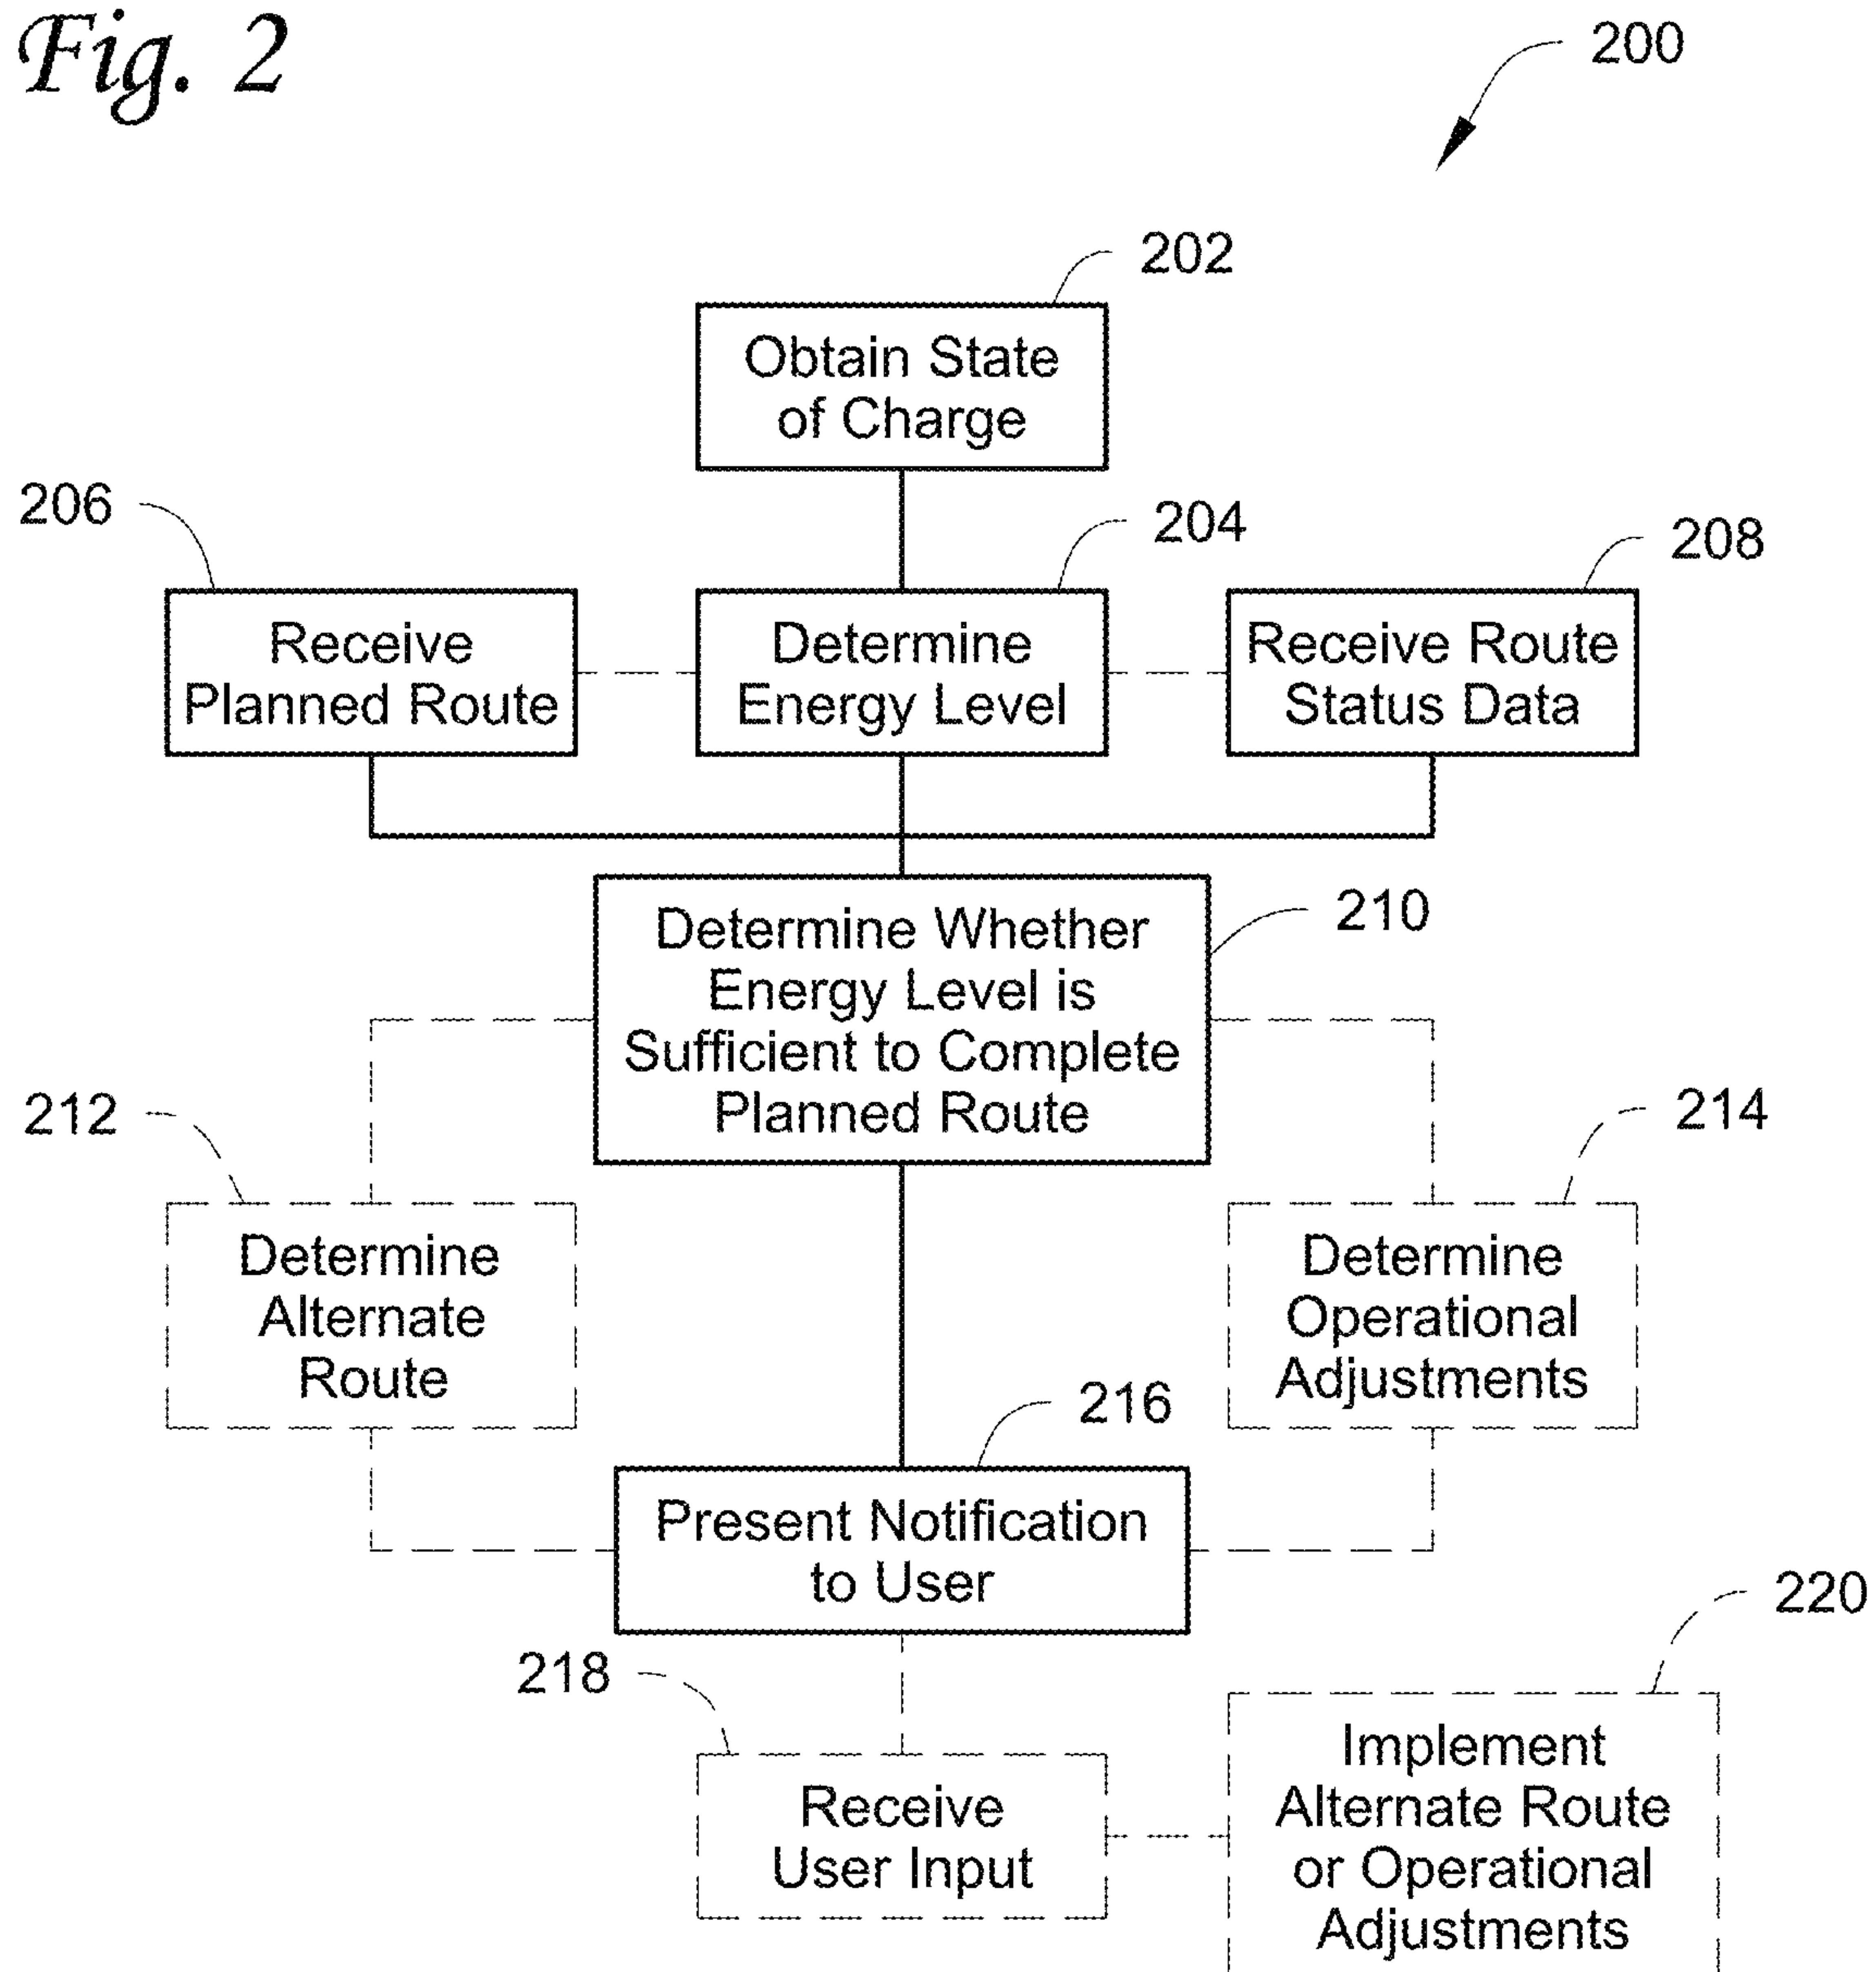 Fig. 2
200
202
Obtain State
of Charge
206
204
208
Receive
Planned Route
Determine
Energy Level
Receive Route
Status Data
210
Determine Whether
Energy Level is
Sufficient to Complete
Planned Route
212
214
Determine
Alternate
Route
Determine
Operational
Adjustments
216
Present Notification
to User
218
220
Receive
User Input
Implement
Alternate Route
or Operational
Adjustments